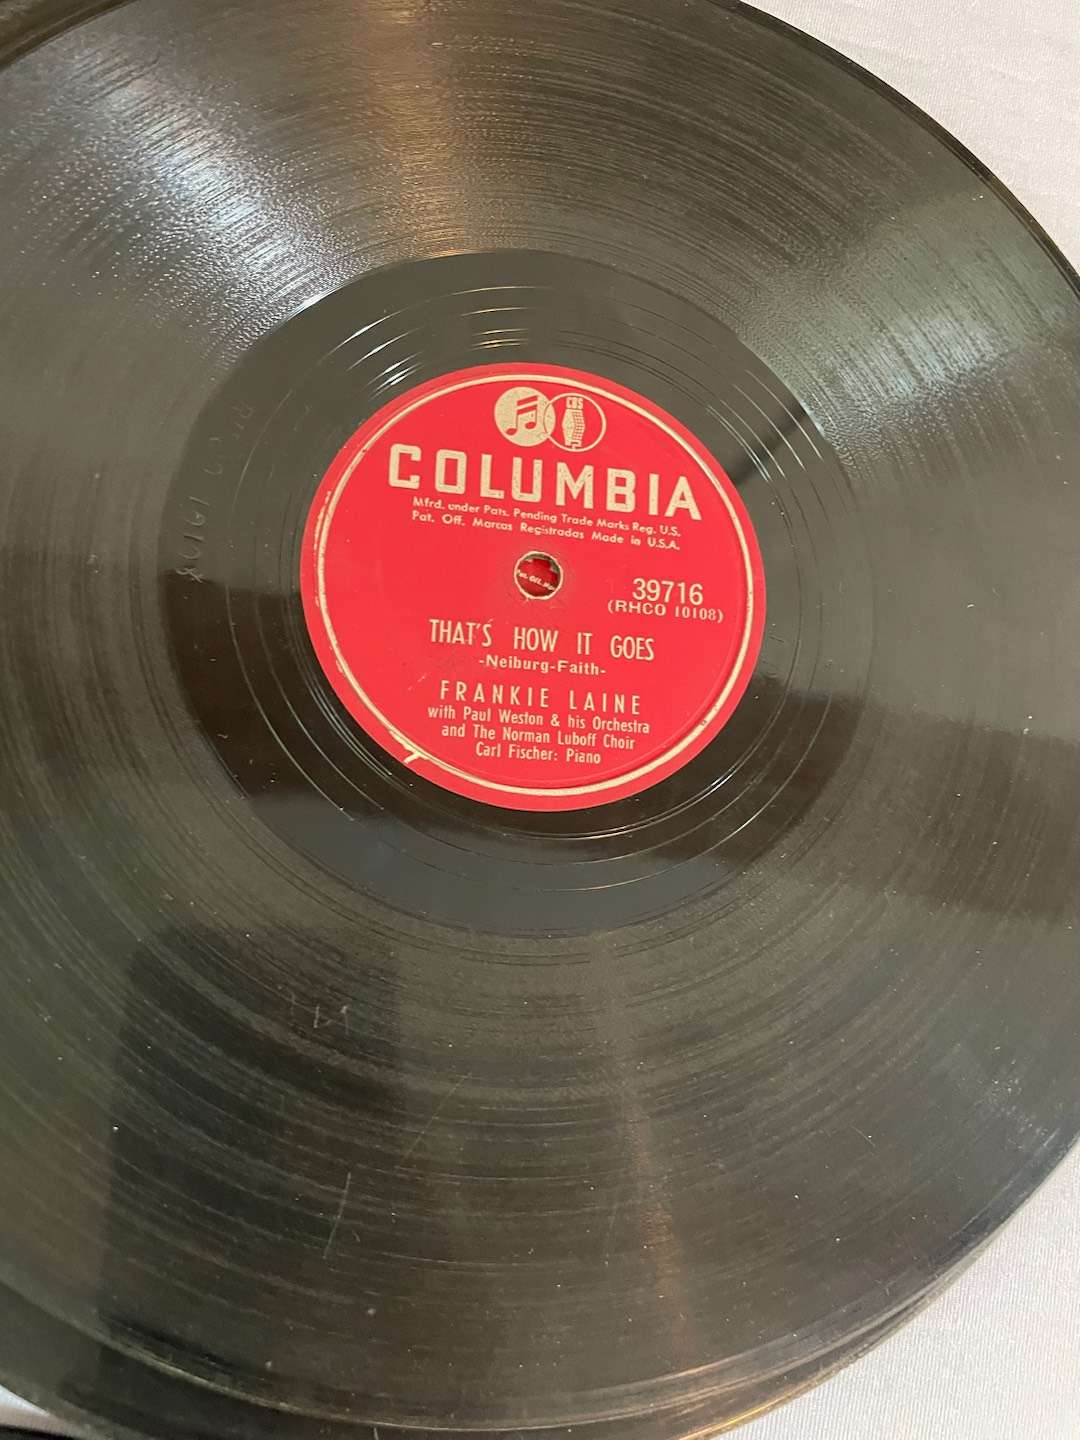 CBS
COLUMBIA
Mfrd. under Pats. Pending Trade Marks Reg. U.S.
Pat. Off. Marcas Registradas Made in U.S.A.
39716
(RHCO 10108)
THAT'S HOW IT GOES
-Neiburg-Faith-
FRANKIE LAINE
with Paul Weston & his Orchestra
and The Norman Luboff Choir
Carl Fischer: Piano